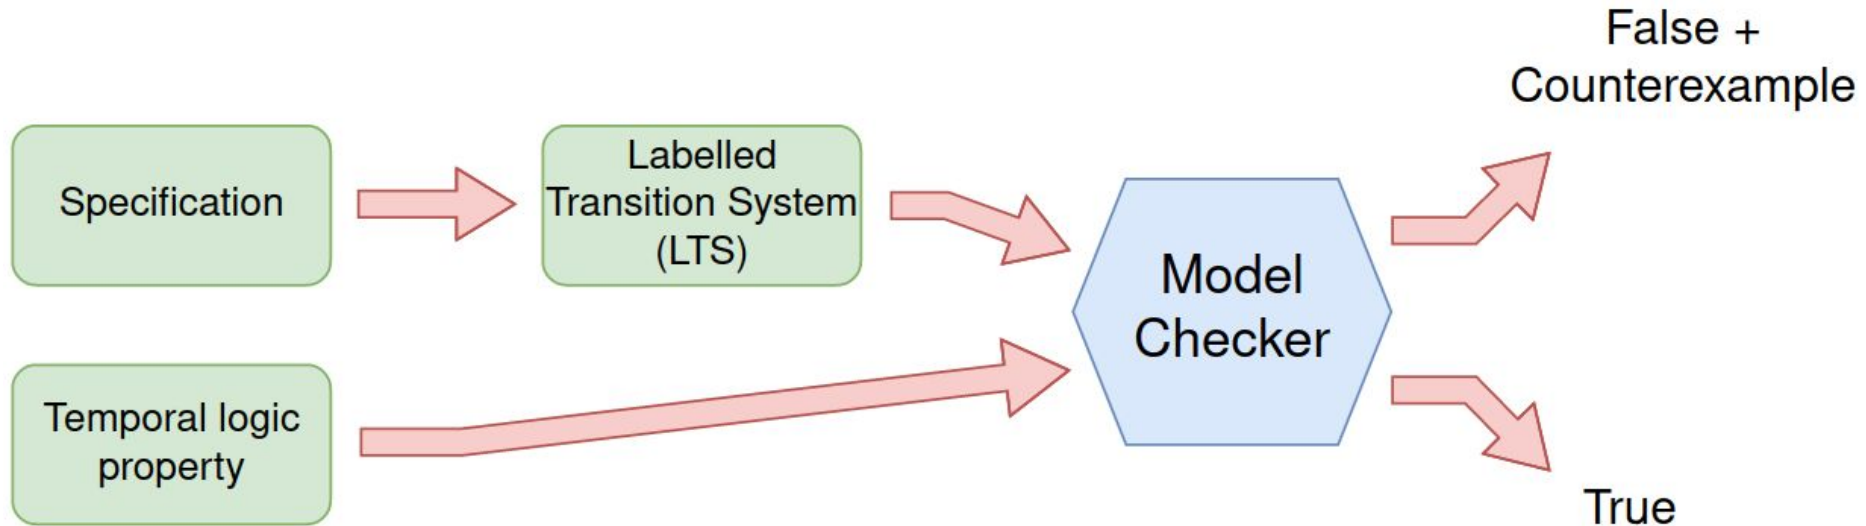 Specification
Labelled
Transition System
(LTS)
Temporal logic
property
Model
Checker
False +
Counterexample
True